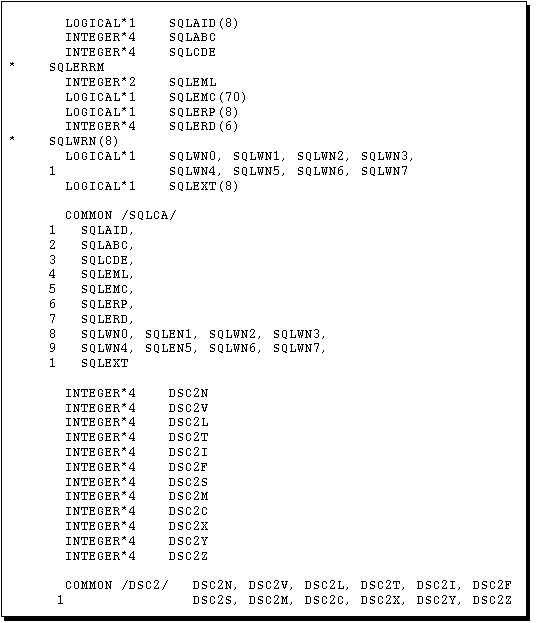 LOGICAL*1    SQLAID(8)
      INTEGER*4    SQLABC
      INTEGER*4    SQLCDE
*    SQLERRM
      INTEGER*2    SQLEML
      LOGICAL*1    SQLEMC(70)
      LOGICAL*1    SQLERP(8)
      INTEGER*4    SQLERD(6)
*    SQLWRN(8)
      LOGICAL*1    SQLWN0, SQLWN1, SQLWN2, SQLWN3,
     1             SQLWN4, SQLWN5, SQLWN6, SQLWN7
      LOGICAL*1    SQLEXT(8)
      COMMON /SQLCA/
     1   SQLAID,
     2   SQLABC,
     3   SQLCDE,
     4   SQLEML,
     5   SQLEMC,
     6   SQLERP,
     7   SQLERD,
     8   SQLWN0, SQLEN1, SQLWN2, SQLWN3,
     9   SQLWN4, SQLEN5, SQLWN6, SQLWN7,
     1   SQLEXT
      INTEGER*4    DSC2N
      INTEGER*4    DSC2V
      INTEGER*4    DSC2L
      INTEGER*4    DSC2T
      INTEGER*4    DSC2I
      INTEGER*4    DSC2F
      INTEGER*4    DSC2S
      INTEGER*4    DSC2M
      INTEGER*4    DSC2C
      INTEGER*4    DSC2X
      INTEGER*4    DSC2Y
      INTEGER*4    DSC2Z
      COMMON /DSC2/   DSC2N, DSC2V, DSC2L, DSC2T, DSC2I, DSC2F
     1                DSC2S, DSC2M, DSC2C, DSC2X, DSC2Y, DSC2Z